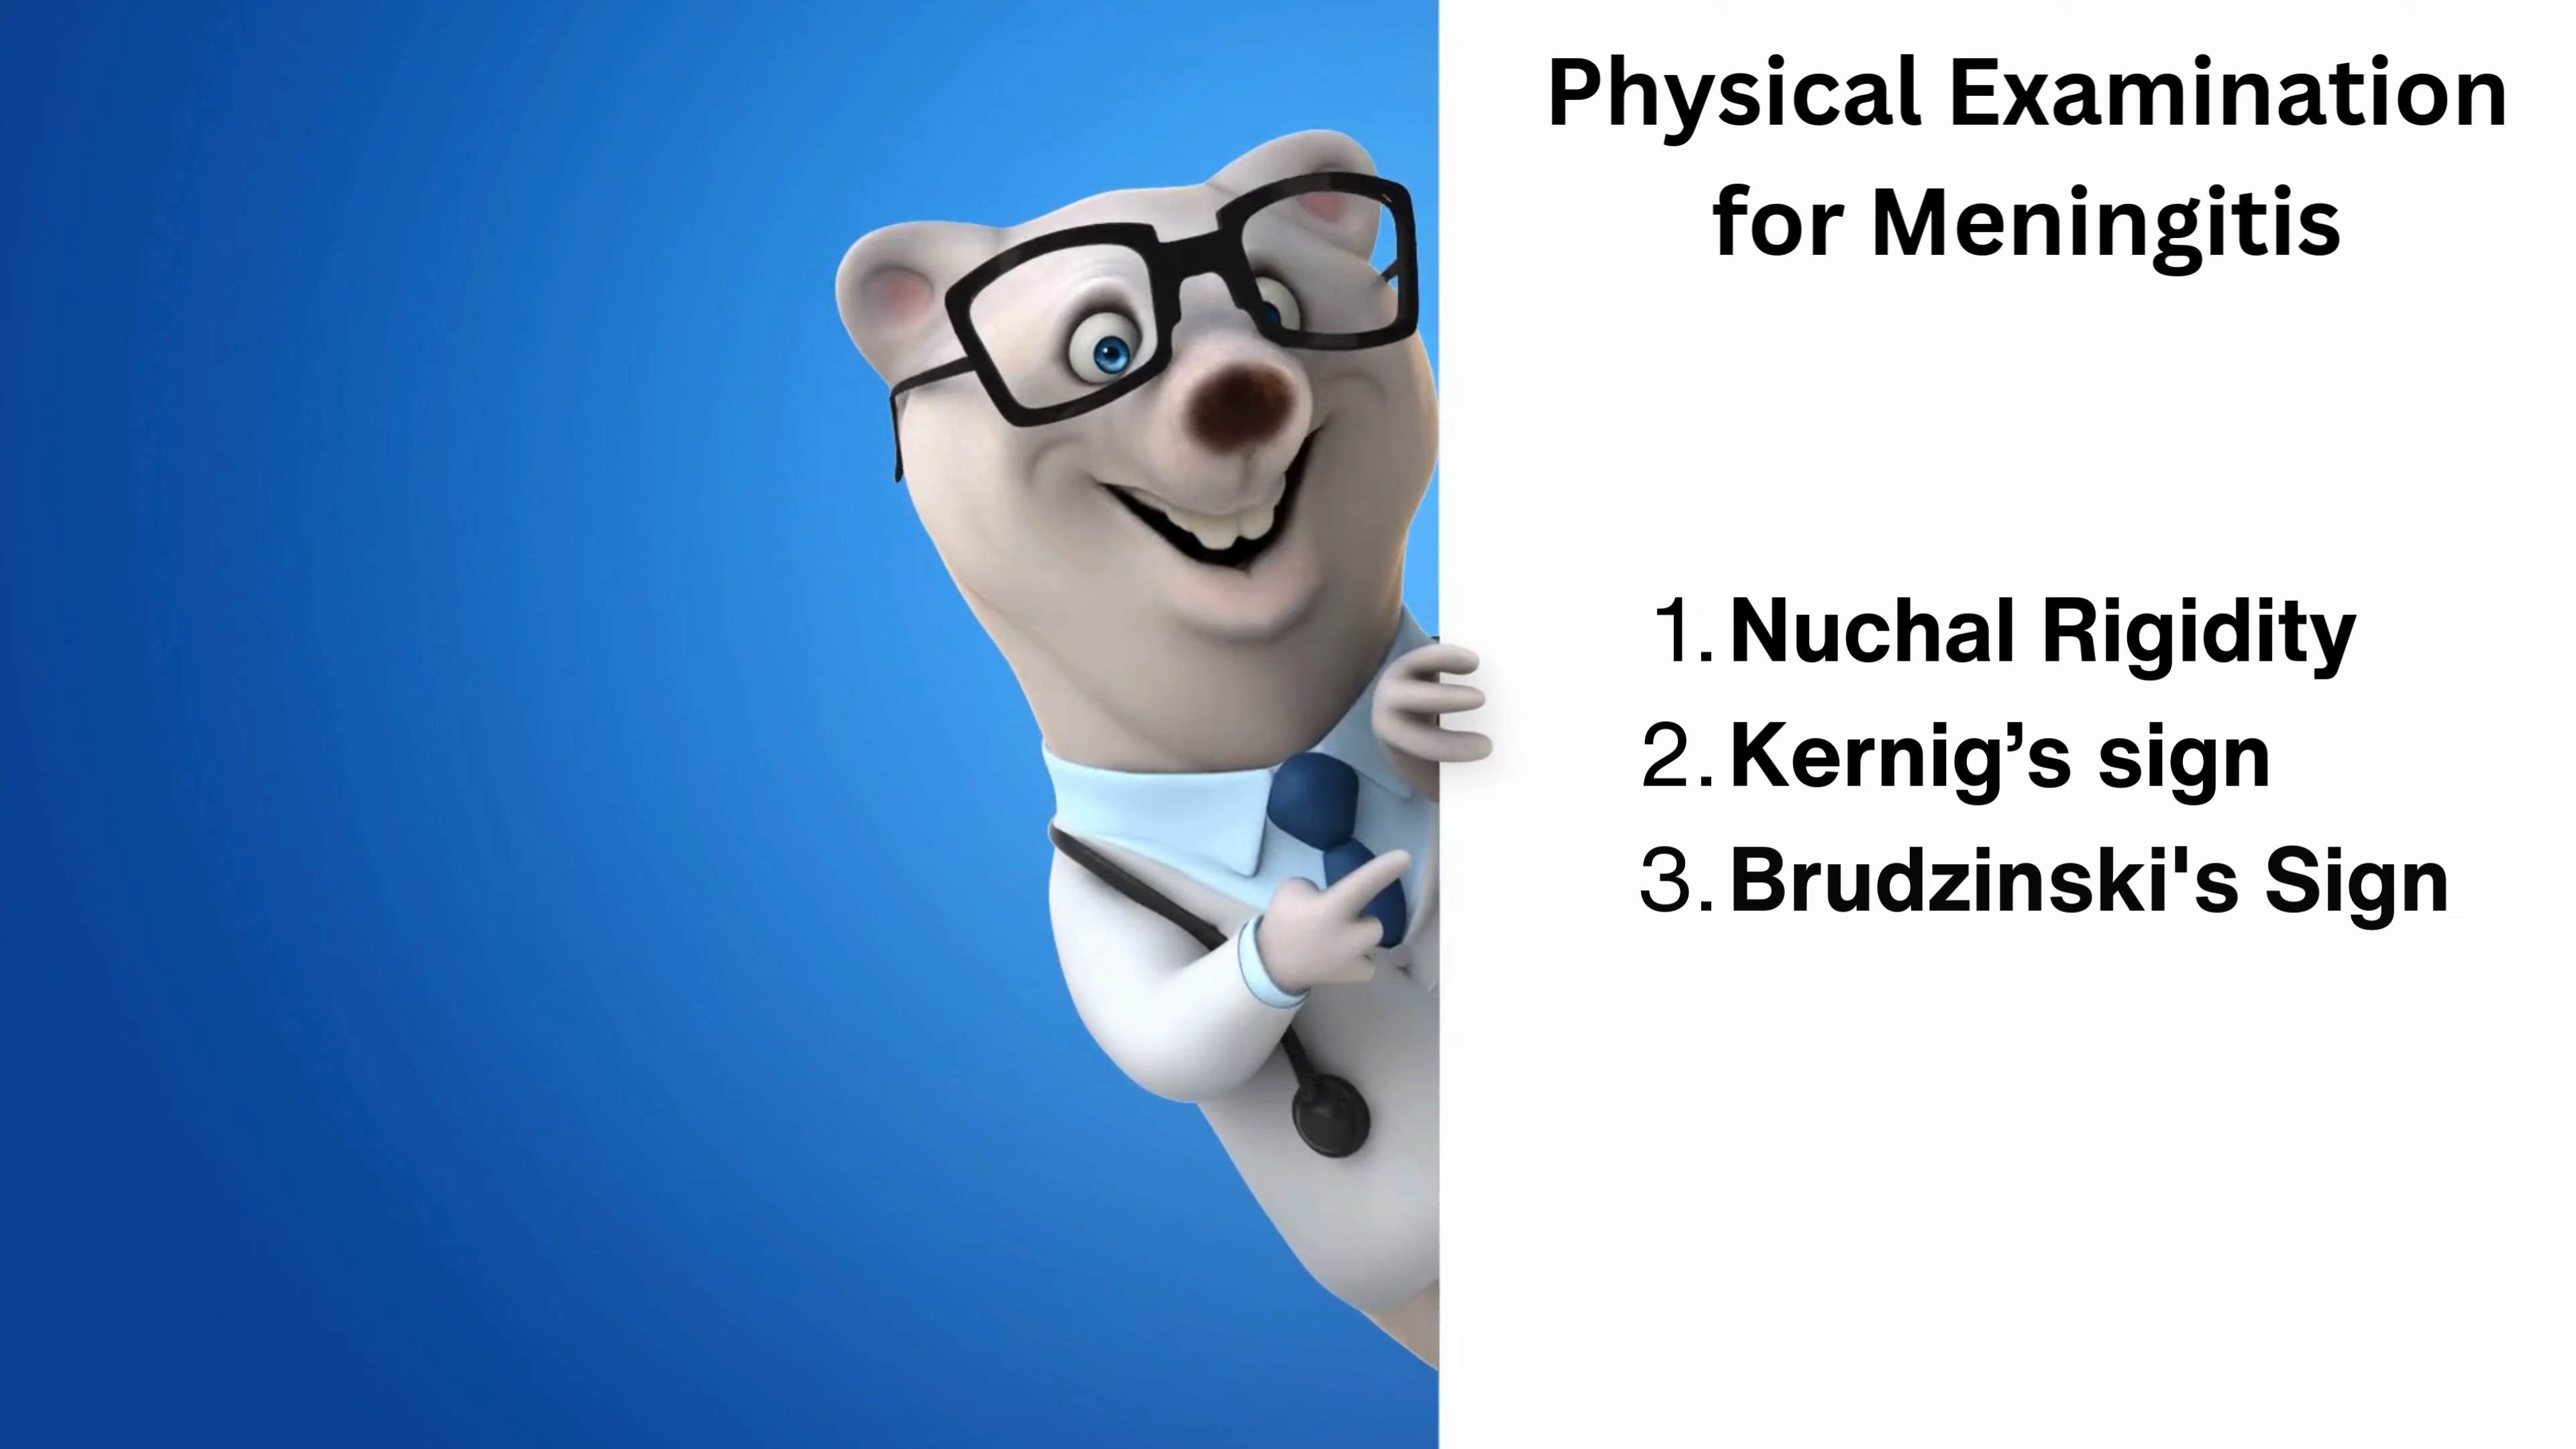 Physical Examination
for Meningitis
1. Nuchal Rigidity
2. Kernig’s sign
3. Brudzinski's Sign